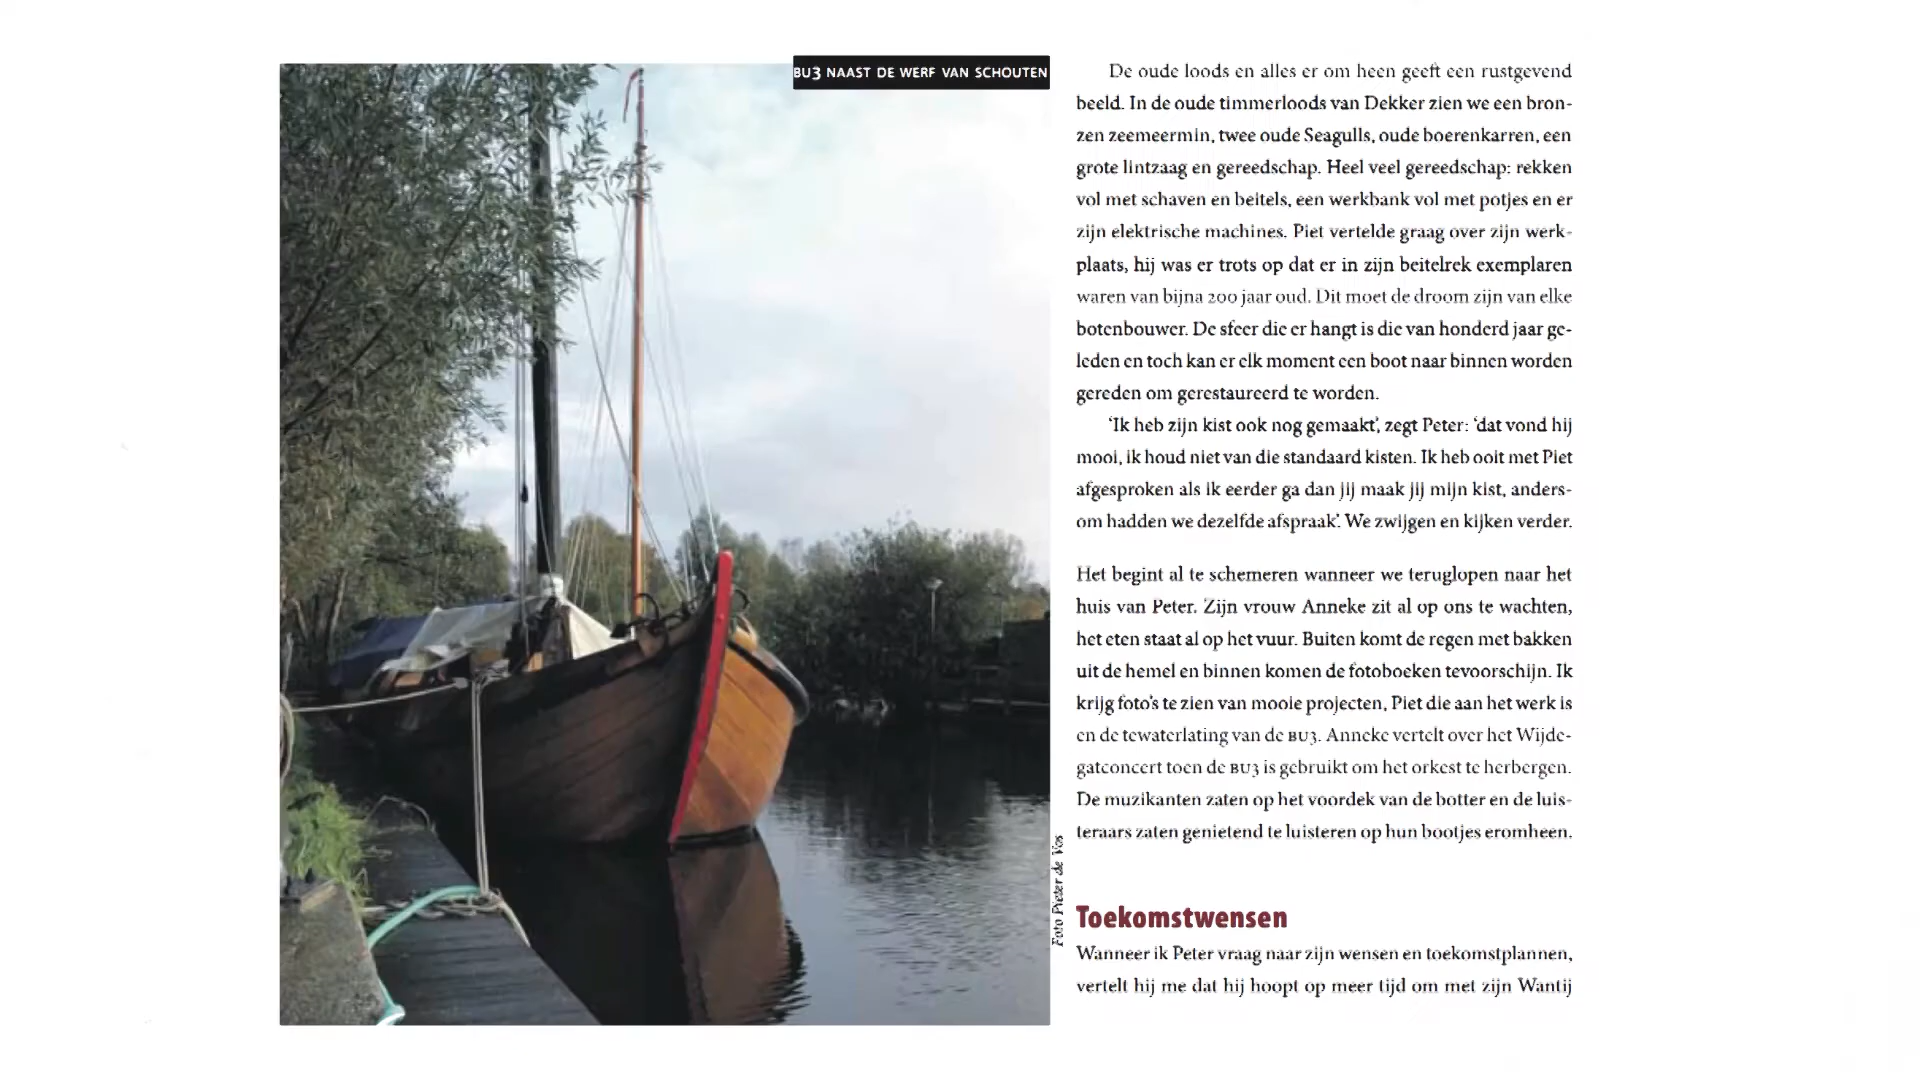 BU3 NAAST DE WERF VAN SCHOUTEN
Foto Pieter de Vos
De oude loods en alles er om heen geeft een rustgevend
beeld. In de oude timmerloods van Dekker zien we een bron-
zen zeemeermin, twee oude Seagulls, oude boerenkarren, een
grote lintzaag en gereedschap. Heel veel gereedschap: rekken
vol met schaven en beitels, een werkbank vol met potjes en er
zijn elektrische machines. Piet vertelde graag over zijn werk-
plaats, hij was er trots op dat er in zijn beitelrek exemplaren
waren van bijna 200 jaar oud. Dit moet de droom zijn van elke
botenbouwer. De sfeer die er hangt is die van honderd jaar ge-
leden en toch kan er elk moment een boot naar binnen worden
gereden om gerestaureerd te worden.
‘Ik heb zijn kist ook nog gemaakt’, zegt Peter: ‘dat vond hij
mooi, ik houd niet van die standaard kisten. Ik heb ooit met Piet
afgesproken als ik eerder ga dan jij maak jij mijn kist, anders-
om hadden we dezelfde afspraak’. We zwijgen en kijken verder.
Het begint al te schemeren wanneer we teruglopen naar het
huis van Peter. Zijn vrouw Anneke zit al op ons te wachten,
het eten staat al op het vuur. Buiten komt de regen met bakken
uit de hemel en binnen komen de fotoboeken tevoorschijn. Ik
krijg foto’s te zien van mooie projecten, Piet die aan het werk is
en de tewaterlating van de BU3. Anneke vertelt over het Wijde-
gatconcert toen de BU3 is gebruikt om het orkest te herbergen.
De muzikanten zaten op het voordek van de botter en de luis-
teraars zaten genietend te luisteren op hun bootjes eromheen.
Toekomstwensen
Wanneer ik Peter vraag naar zijn wensen en toekomstplannen,
vertelt hij me dat hij hoopt op meer tijd om met zijn Wantij